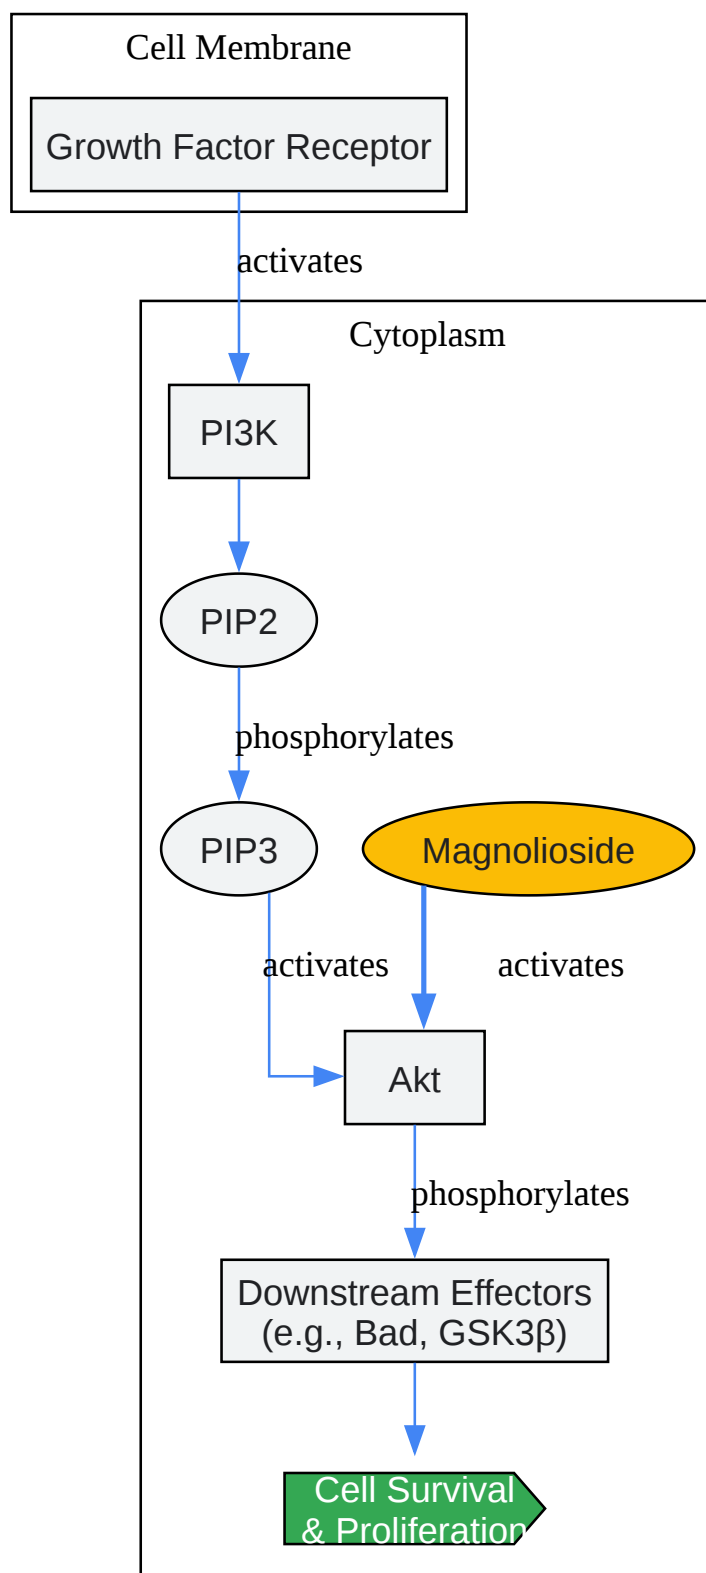 Cell Membrane
Growth Factor Receptor
activates
Cytoplasm
PI3K
PIP2
phosphorylates
PIP3
Magnolioside
activates
activates
Akt
phosphorylates
Downstream Effectors
(e.g., Bad, GSK3β)
Cell Survival
& Proliferation